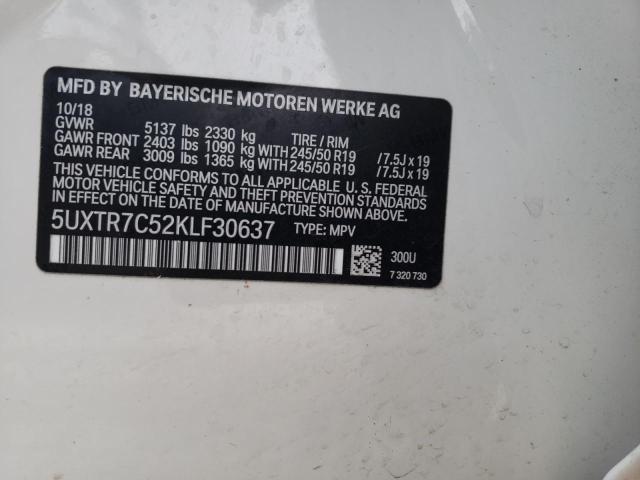 MFD BY BAYERISCHE MOTOREN WERKE AG
10/18
GVWR 5137 lbs 2330 kg TIRE / RIM
GAWR FRONT 2403 lbs 1090 kg WITH 245/50 R19 /7.5J x 19
GAWR REAR 3009 lbs 1365 kg WITH 245/50 R19 /7.5J x 19
THIS VEHICLE CONFORMS TO ALL APPLICABLE U. S. FEDERAL
MOTOR VEHICLE SAFETY, BUMPER, AND THEFT PREVENTION STANDARDS
IN EFFECT ON THE DATE OF MANUFACTURE SHOWN ABOVE.
5UXTR7C52KLF30637 TYPE: MPV
300U
7 320 730